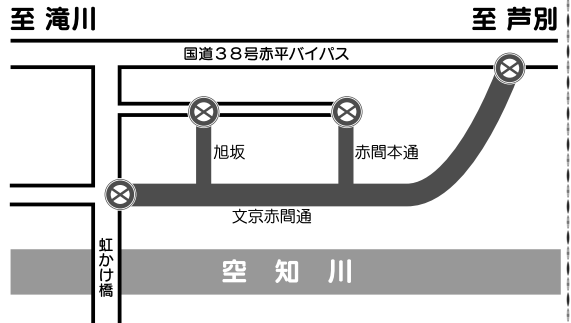 至 滝川
至 芦別
国道３８号赤平バイパス
旭坂
赤間本通
文京赤間通
虹かけ橋
空知川